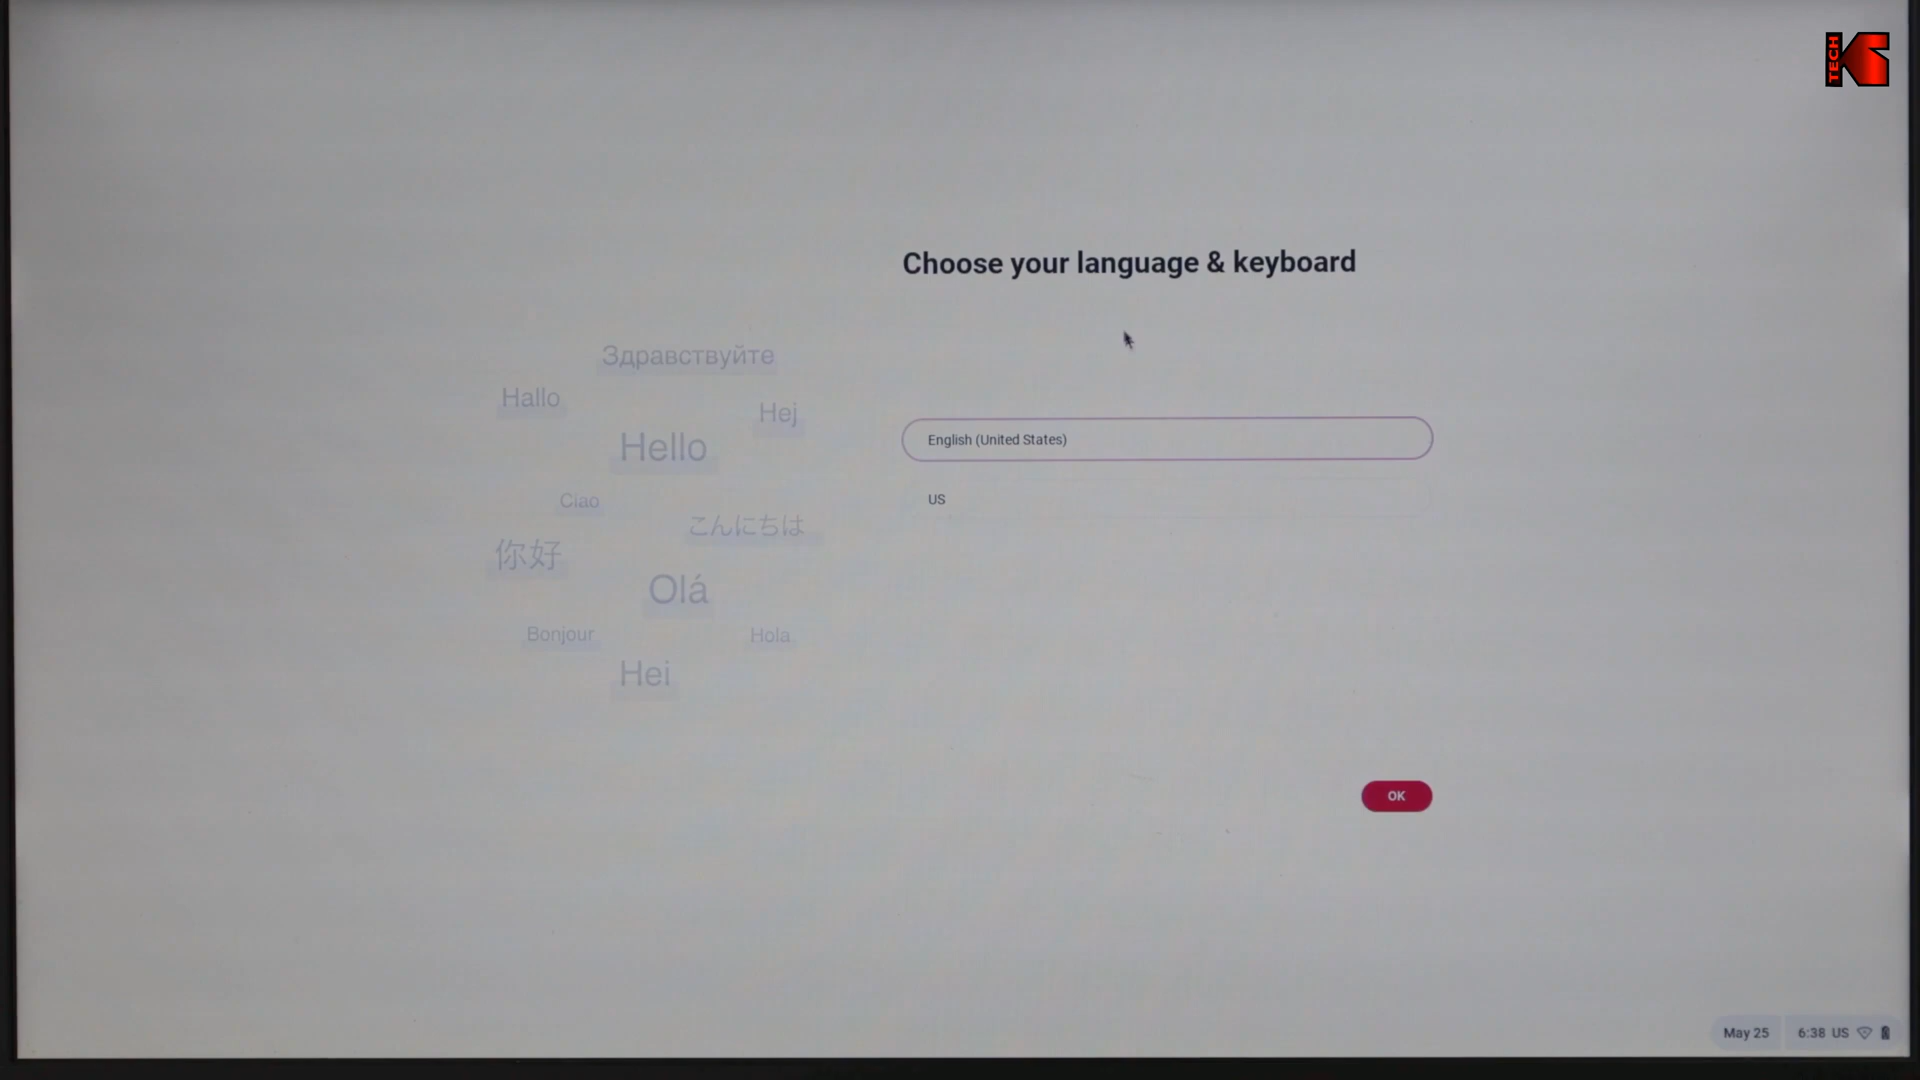 TECH
K
Choose your language & keyboard
Здравствуйте
Hallo
Hej
Hello
Ciao
こんにちは
你好
Olá
Bonjour
Hola
Hei
English (United States)
US
OK
May 25
6:38 US